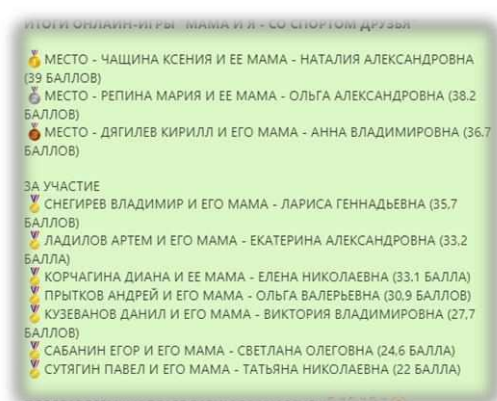 ИТОГИ ОНЛАЙН-ИГРЫ "МАМА И Я - СО СПОРТОМ ДРУЗЬЯ"
🥇 МЕСТО - ЧАЩИНА КСЕНИЯ И ЕЕ МАМА - НАТАЛИЯ АЛЕКСАНДРОВНА
(39 БАЛЛОВ)
🥈 МЕСТО - РЕПИНА МАРИЯ И ЕЕ МАМА - ОЛЬГА АЛЕКСАНДРОВНА (38.2
БАЛЛОВ)
🥉 МЕСТО - ДЯГИЛЕВ КИРИЛЛ И ЕГО МАМА - АННА ВЛАДИМИРОВНА (36.7
БАЛЛОВ)
ЗА УЧАСТИЕ
🏅 СНЕГИРЕВ ВЛАДИМИР И ЕГО МАМА - ЛАРИСА ГЕННАДЬЕВНА (35,7
БАЛЛОВ)
🏅 ЛАДИЛОВ АРТЕМ И ЕГО МАМА - ЕКАТЕРИНА АЛЕКСАНДРОВНА (33,2
БАЛЛА)
🏅 КОРЧАГИНА ДИАНА И ЕЕ МАМА - ЕЛЕНА НИКОЛАЕВНА (33.1 БАЛЛА)
🏅 ПРЫТКОВ АНДРЕЙ И ЕГО МАМА - ОЛЬГА ВАЛЕРЬЕВНА (30,9 БАЛЛОВ)
🏅 КУЗЕВАНОВ ДАНИЛ И ЕГО МАМА - ВИКТОРИЯ ВЛАДИМИРОВНА (27,7
БАЛЛОВ)
🏅 САБАНИН ЕГОР И ЕГО МАМА - СВЕТЛАНА ОЛЕГОВНА (24,6 БАЛЛА)
🏅 СУТЯГИН ПАВЕЛ И ЕГО МАМА - ТАТЬЯНА НИКОЛАЕВНА (22 БАЛЛА)